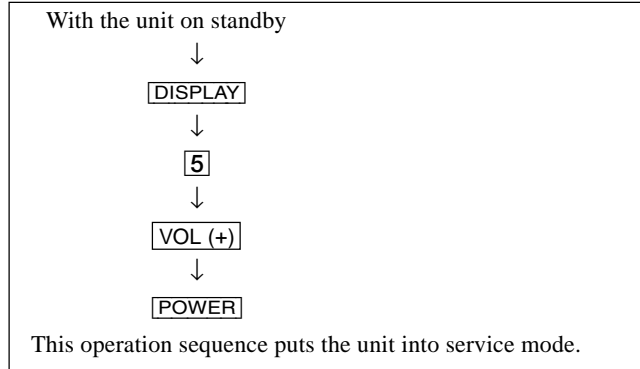 With the unit on standby
↓
DISPLAY
↓
5
↓
VOL (+)
↓
POWER
This operation sequence puts the unit into service mode.